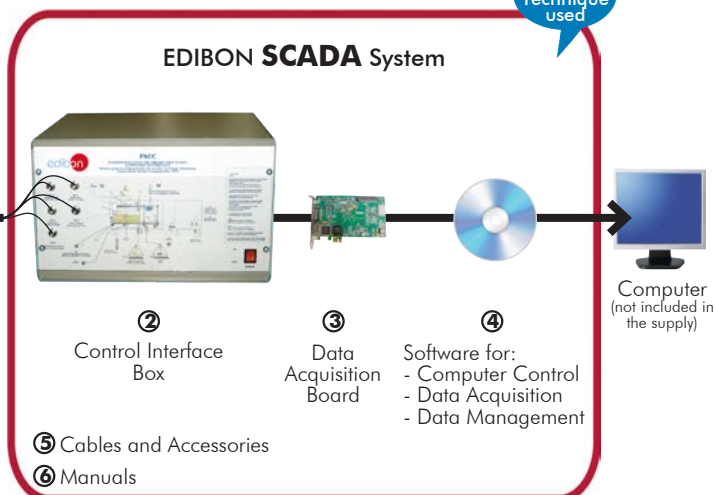 Technique
used
EDIBON SCADA System
edibon
② 
Control Interface
Box
③
Data
Acquisition
Board
④
Software for:
- Computer Control
- Data Acquisition
- Data Management
Computer
(not included in
the supply)
⑤ Cables and Accessories
⑥ Manuals